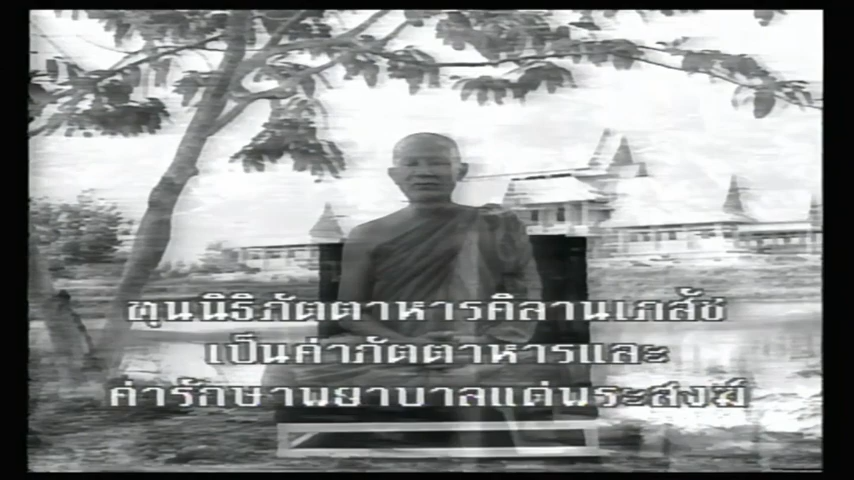 ทุนนิธิภัตตาหารคิลานเภสัช
เป็นค่าภัตตาหารและ
ค่ารักษาพยาบาลแด่พระสงฆ์